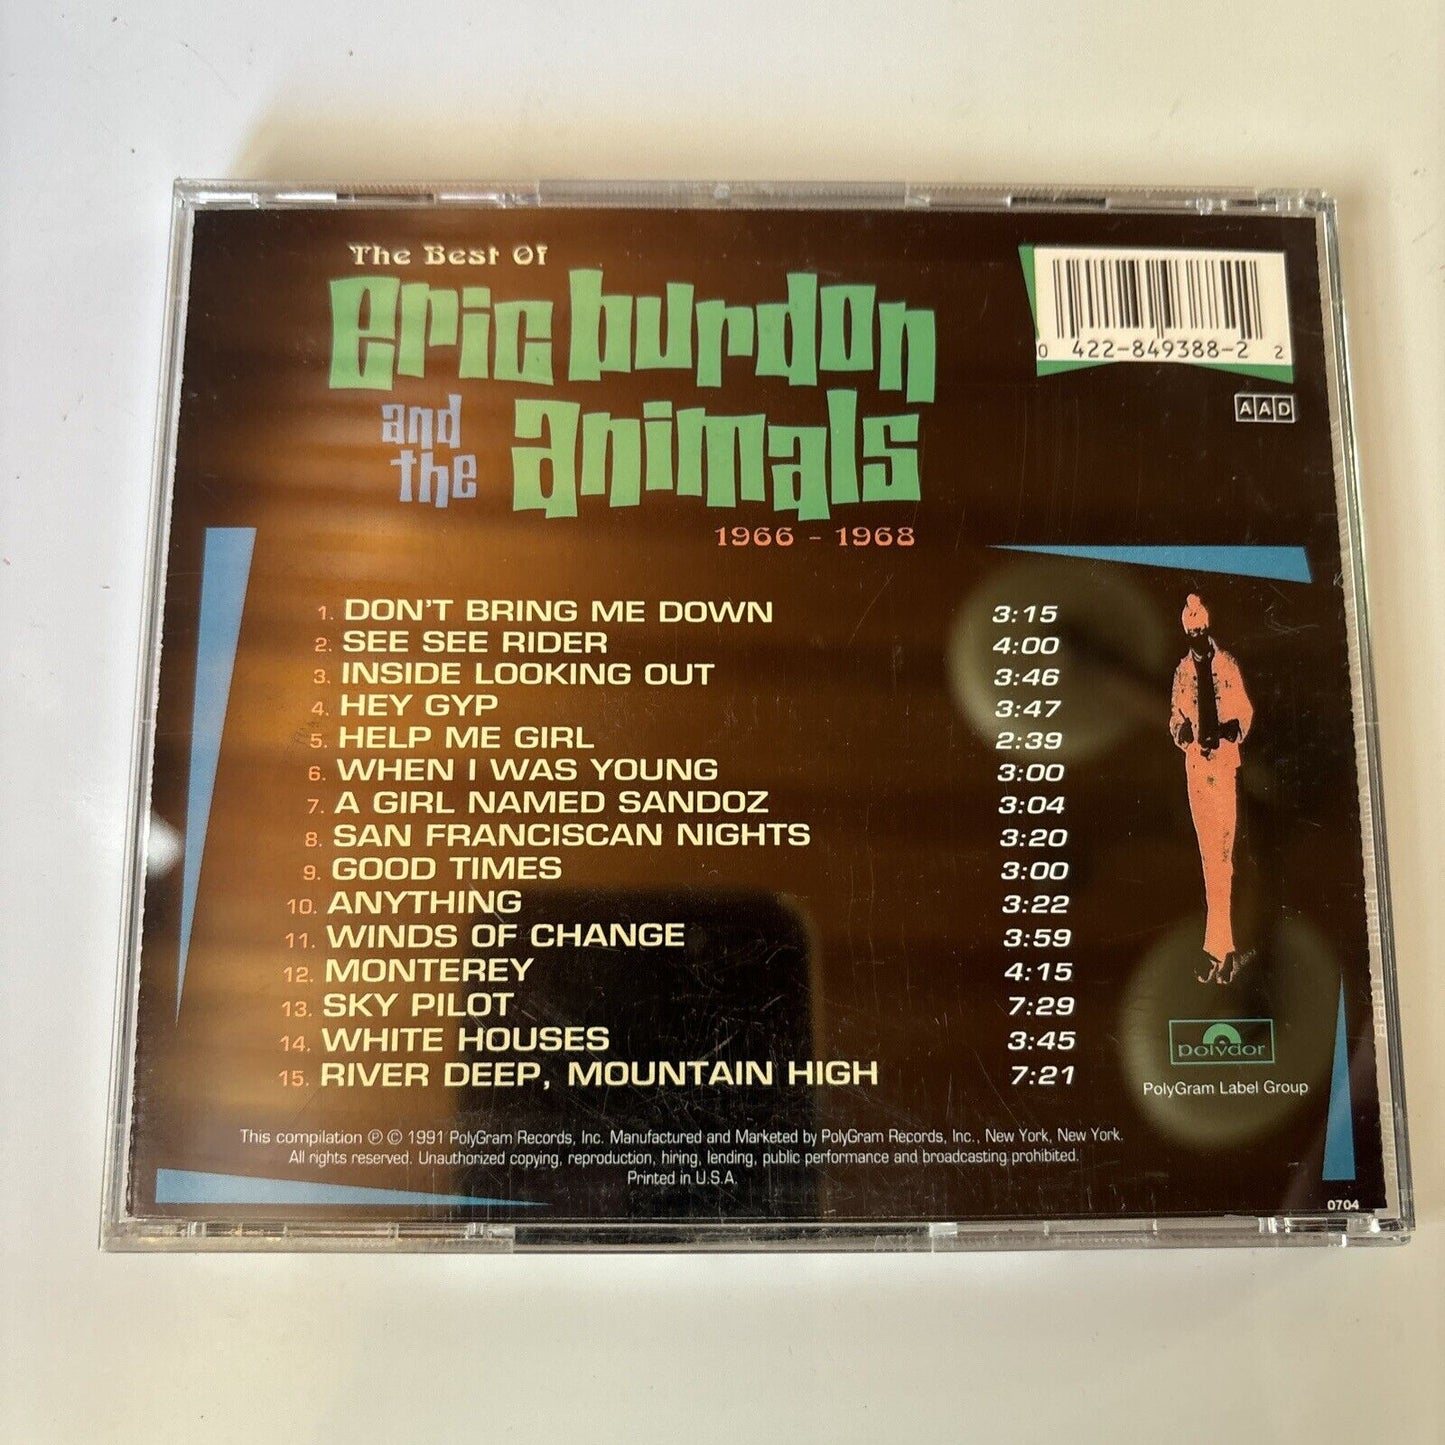 The Best Of
eric burdon
and the animals
1966 - 1968
0 422-849388-2 2
AAD
1. DON'T BRING ME DOWN 3:15
2. SEE SEE RIDER 4:00
3. INSIDE LOOKING OUT 3:46
4. HEY GYP 3:47
5. HELP ME GIRL 2:39
6. WHEN I WAS YOUNG 3:00
7. A GIRL NAMED SANDOZ 3:04
8. SAN FRANCISCAN NIGHTS 3:20
9. GOOD TIMES 3:00
10. ANYTHING 3:22
11. WINDS OF CHANGE 3:59
12. MONTEREY 4:15
13. SKY PILOT 7:29
14. WHITE HOUSES 3:45
15. RIVER DEEP, MOUNTAIN HIGH 7:21
polydor
PolyGram Label Group
This compilation ℗ © 1991 PolyGram Records, Inc. Manufactured and Marketed by PolyGram Records, Inc., New York, New York.
All rights reserved. Unauthorized copying, reproduction, hiring, lending, public performance and broadcasting prohibited.
Printed in U.S.A.
0704